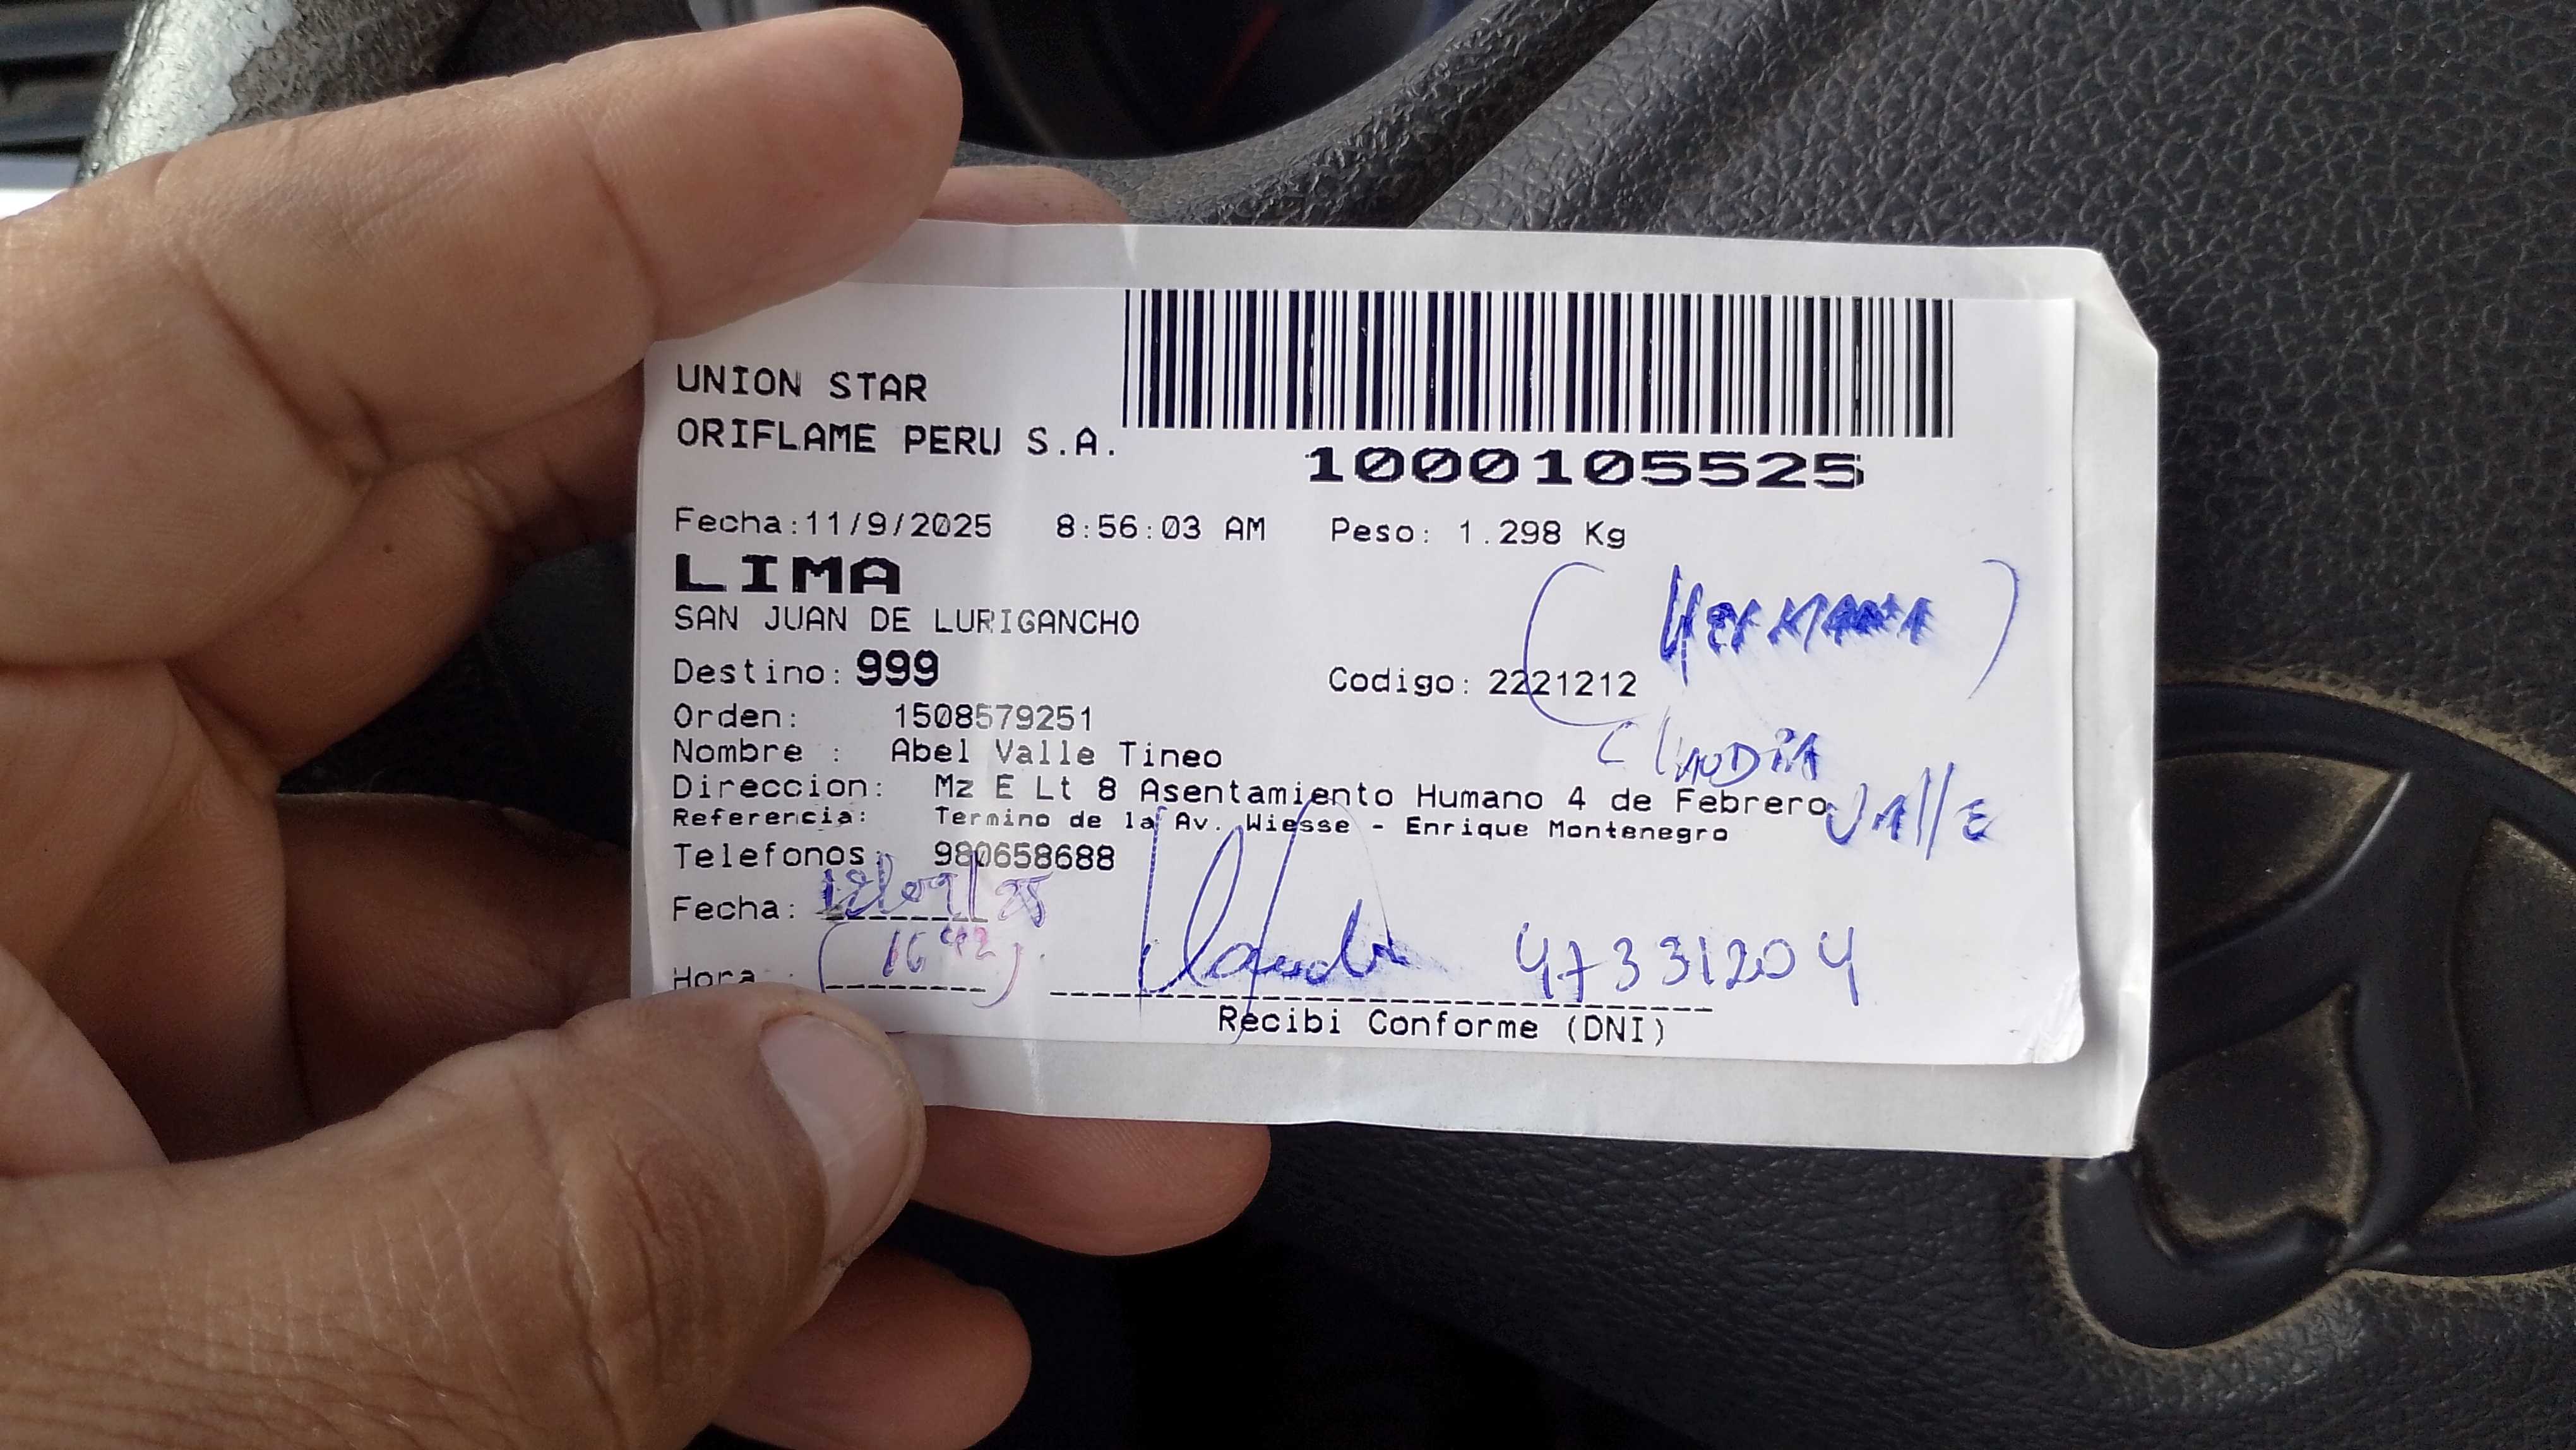 UNION STAR
ORIFLAME PERU S.A.
1000105525
Fecha:11/9/2025 8:56:03 AM Peso: 1.298 Kg
LIMA
SAN JUAN DE LURIGANCHO
(HERMANA)
Destino: 999 Codigo: 2221212
Orden: 1508579251
Nombre : Abel Valle Tineo
CLAUDIA
Direccion: Mz E Lt 8 Asentamiento Humano 4 de Febrero
VALLE
Referencia: Termino de la Av. Wiesse - Enrique Montenegro
Telefonos: 980658688
Fecha: 12/09/25
Hora : (16 42) Claudia 47331204
Recibi Conforme (DNI)